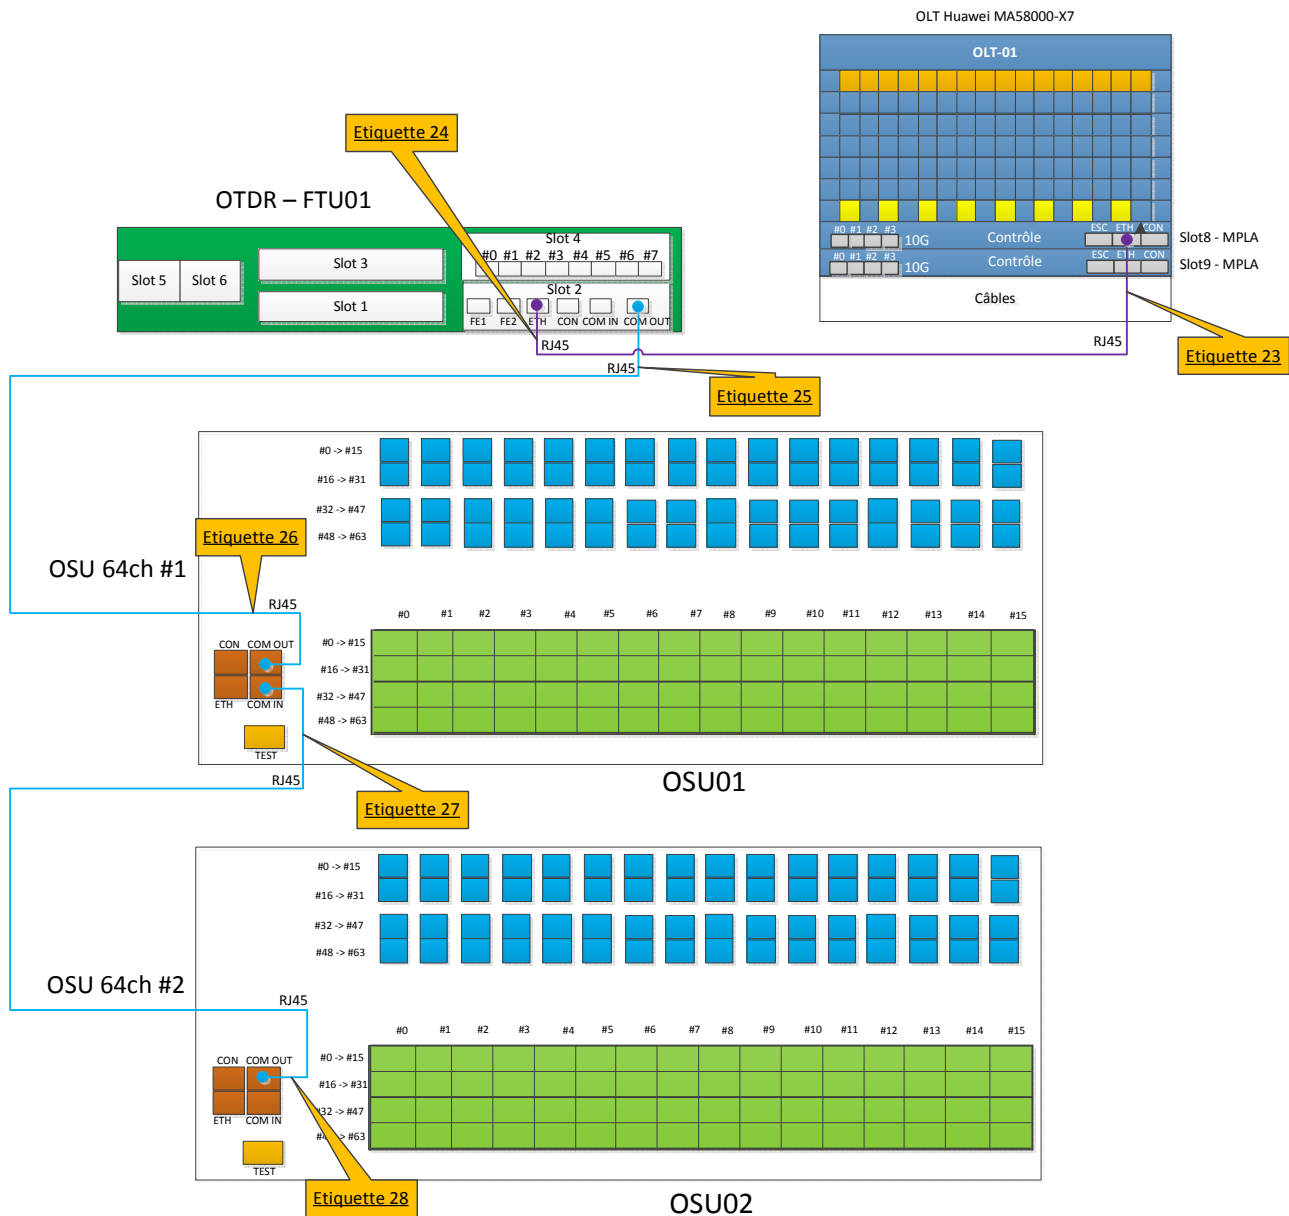 OLT Huawei MA58000-X7
OLT-01
Etiquette 24
OTDR – FTU01
#0 #1 #2 #3 10G Contrôle ESC ETH CON Slot8 - MPLA
#0 #1 #2 #3 10G Contrôle ESC ETH CON Slot9 - MPLA
Câbles
Slot 4
#0 #1 #2 #3 #4 #5 #6 #7
Slot 5 Slot 6
Slot 3
Slot 1
Slot 2
FE1 FE2 ETH CON COM IN COM OUT
RJ45
RJ45
Etiquette 23
RJ45
Etiquette 25
#0 -> #15
#16 -> #31
#32 -> #47
#48 -> #63
Etiquette 26
OSU 64ch #1
RJ45
#0 #1 #2 #3 #4 #5 #6 #7 #8 #9 #10 #11 #12 #13 #14 #15
CON COM OUT
#0 -> #15
#16 -> #31
#32 -> #47
#48 -> #63
ETH COM IN
TEST
RJ45
OSU01
Etiquette 27
#0 -> #15
#16 -> #31
#32 -> #47
#48 -> #63
OSU 64ch #2
RJ45
#0 #1 #2 #3 #4 #5 #6 #7 #8 #9 #10 #11 #12 #13 #14 #15
CON COM OUT
#0 -> #15
#16 -> #31
#32 -> #47
-> #63
ETH COM IN
TEST
Etiquette 28
OSU02